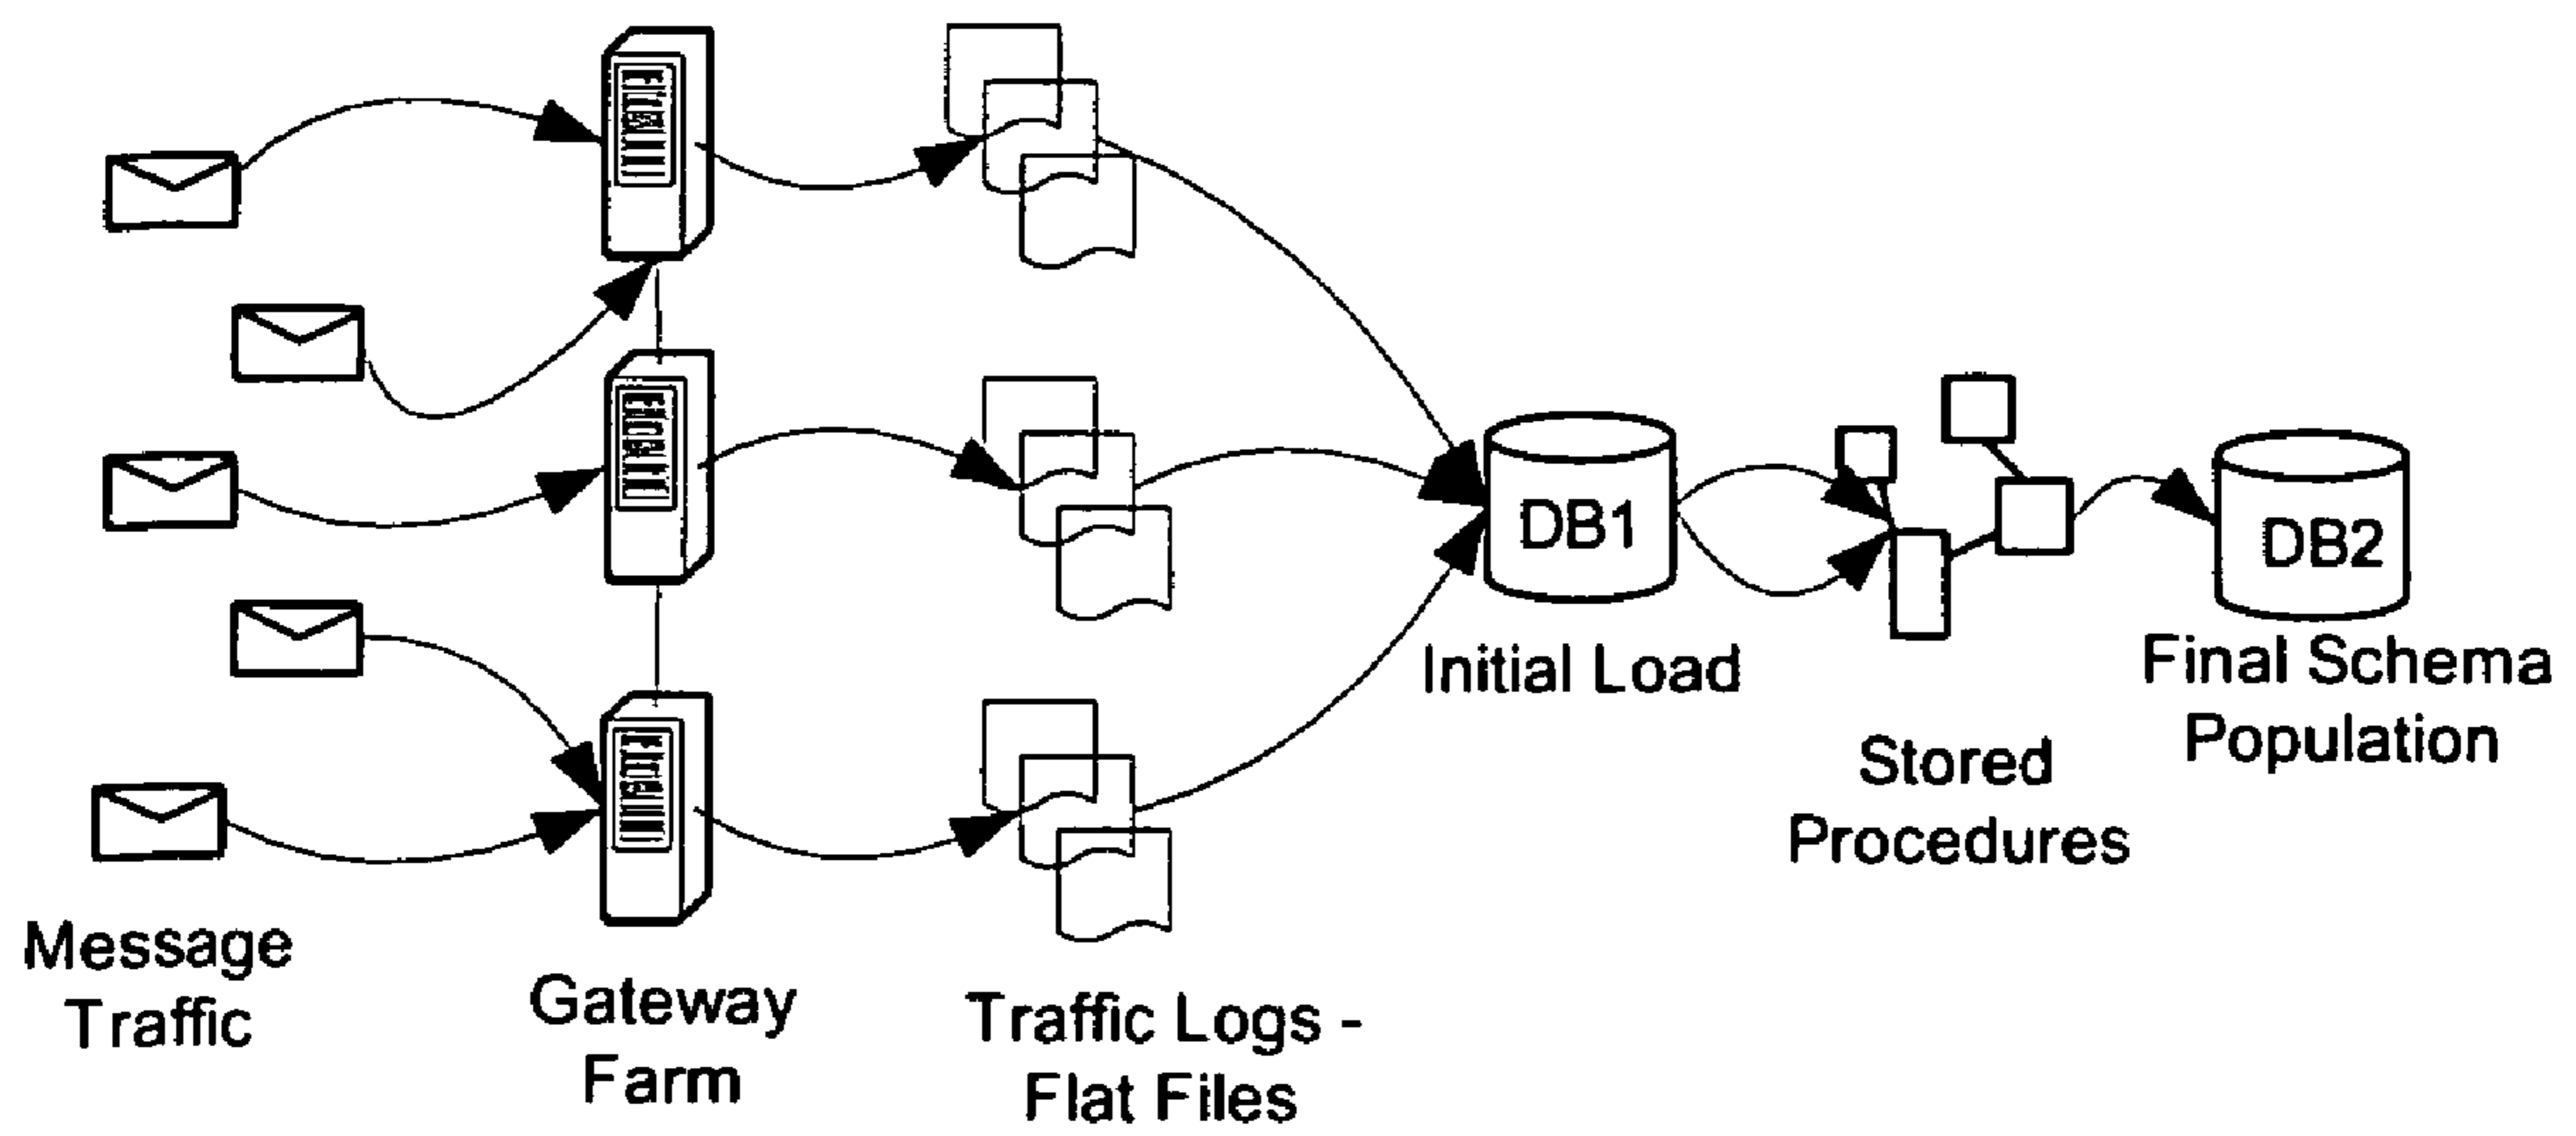 DB1
DB2
Initial Load
Final Schema
Population
Stored
Procedures
Message
Traffic
Gateway
Farm
Traffic Logs -
Flat Files